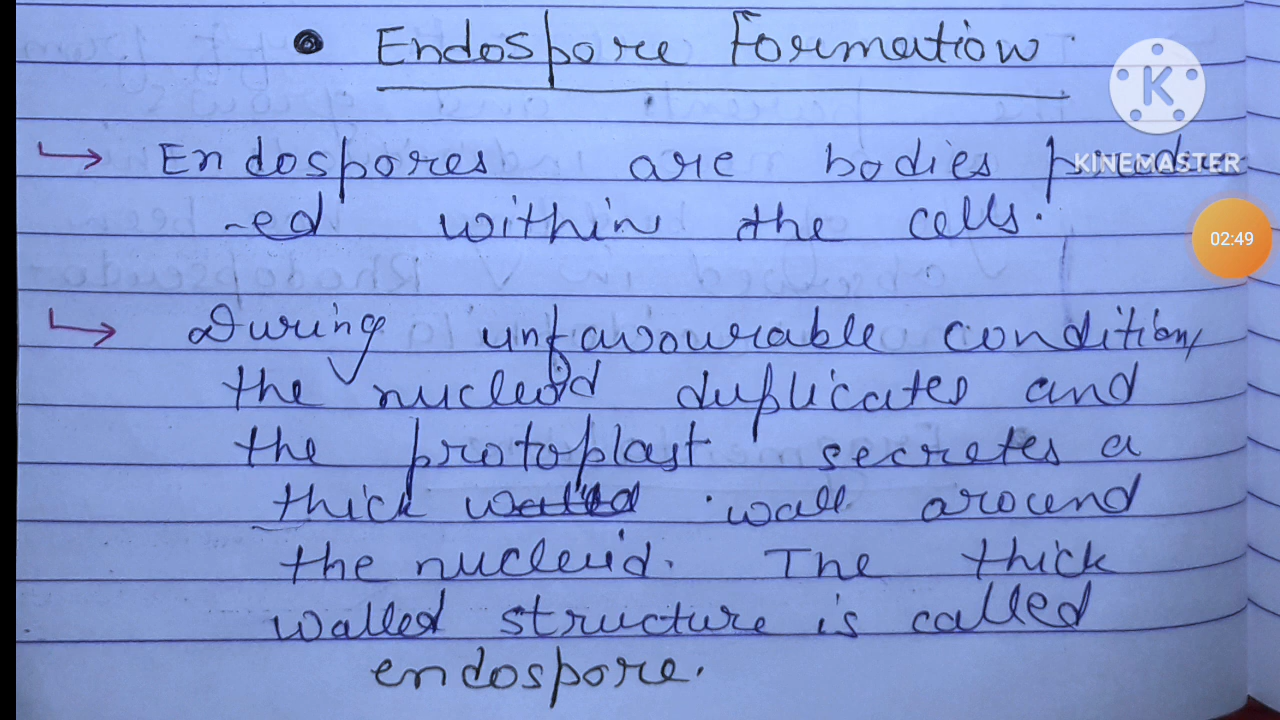 • Endospore Formation
K
KINEMASTER
↳ Endospores are bodies produc
-ed within the cells.
02:49
↳ During unfavourable condition,
the nucleoid duplicates and
the protoplast secretes a
thick walled wall around
the nucleiod. The thick
walled structure is called
endospore.